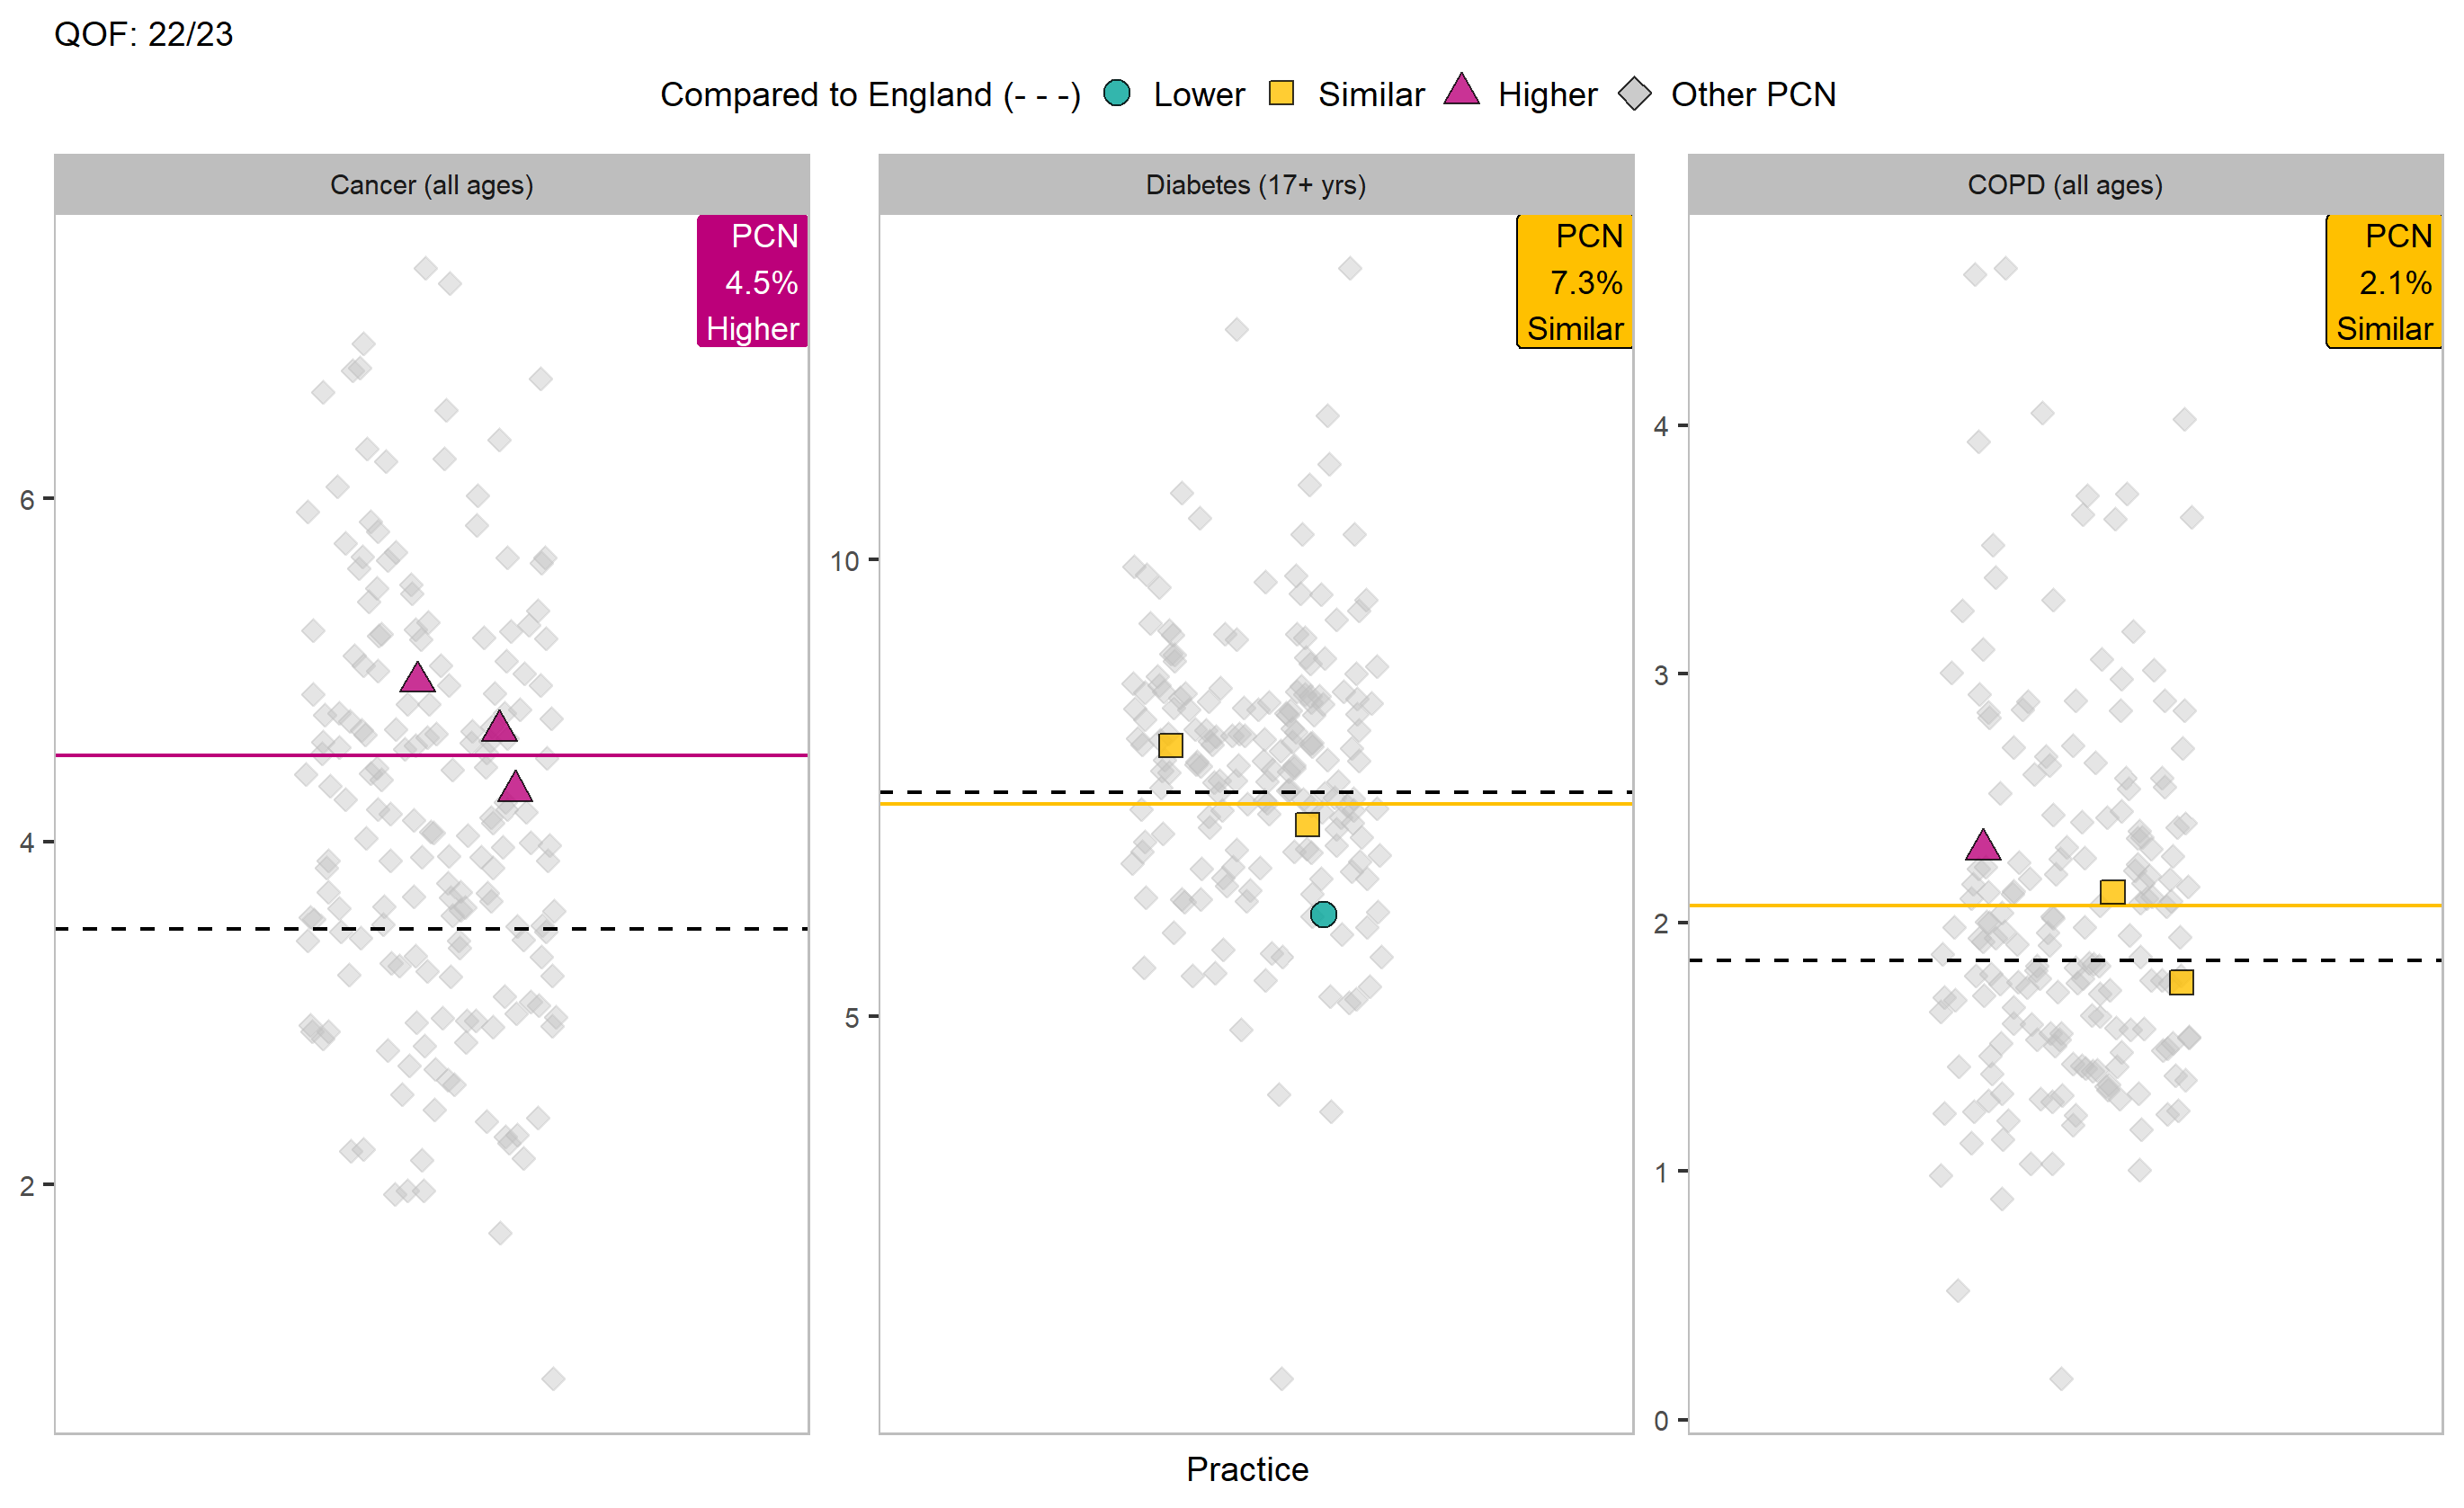 QOF: 22/23
Compared to England (- - -) Lower Similar Higher Other PCN
Cancer (all ages)
PCN
4.5%
Higher
6
4
2
Diabetes (17+ yrs)
PCN
7.3%
Similar
10
5
COPD (all ages)
PCN
2.1%
Similar
4
3
2
1
0
Practice